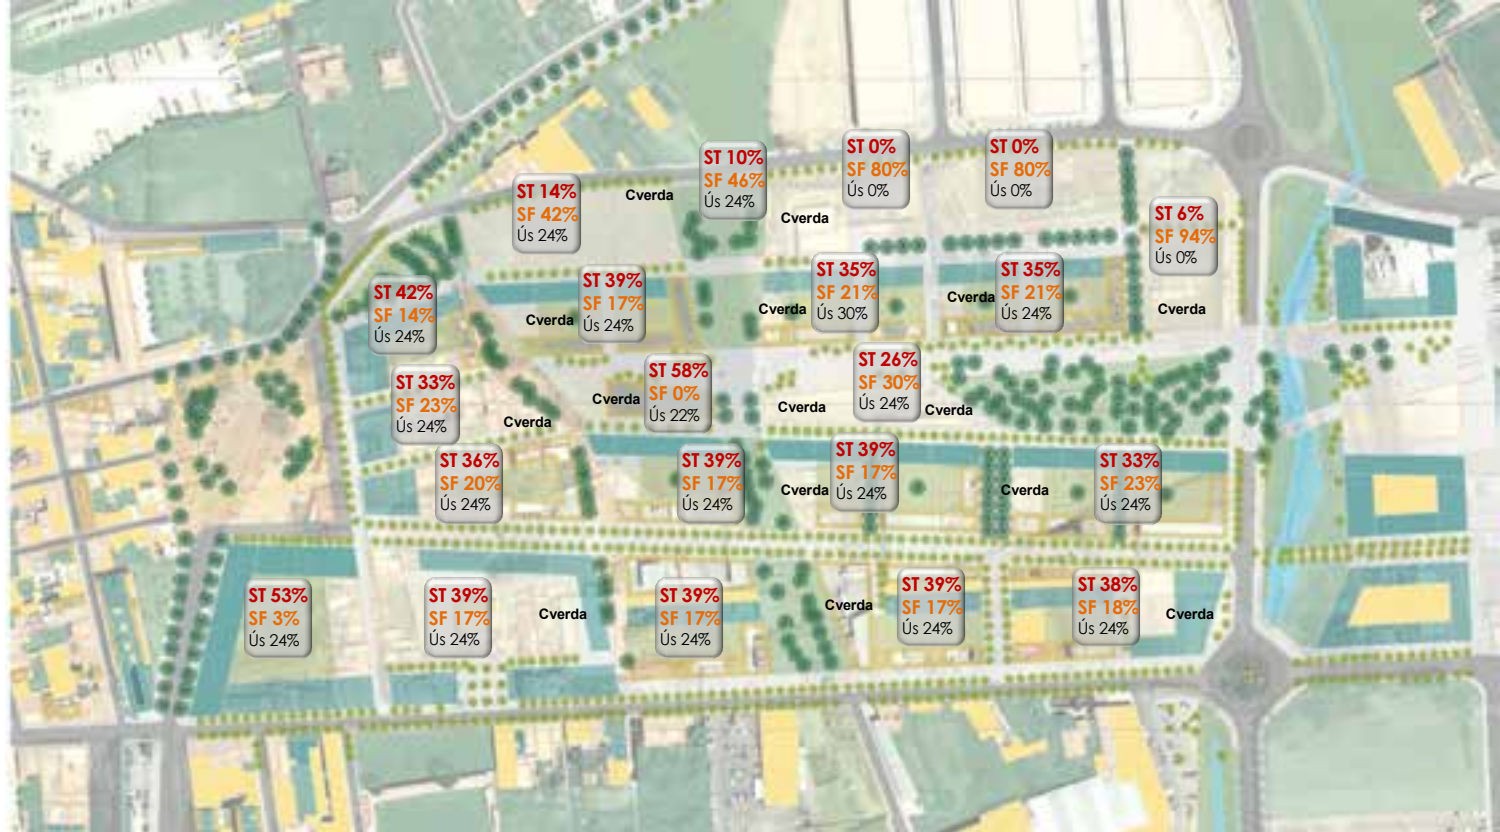 ST 14%
SF 42%
Ús 24%
Cverda
ST 10%
SF 46%
Ús 24%
Cverda
ST 0%
SF 80%
Ús 0%
ST 0%
SF 80%
Ús 0%
ST 6%
SF 94%
Ús 0%
Cverda
ST 42%
SF 14%
Ús 24%
Cverda
ST 39%
SF 17%
Ús 24%
Cverda
ST 35%
SF 21%
Ús 30%
Cverda
ST 35%
SF 21%
Ús 24%
ST 33%
SF 23%
Ús 24%
Cverda
Cverda
ST 58%
SF 0%
Ús 22%
Cverda
ST 26%
SF 30%
Ús 24%
Cverda
ST 36%
SF 20%
Ús 24%
ST 39%
SF 17%
Ús 24%
Cverda
ST 39%
SF 17%
Ús 24%
Cverda
ST 33%
SF 23%
Ús 24%
ST 53%
SF 3%
Ús 24%
ST 39%
SF 17%
Ús 24%
Cverda
ST 39%
SF 17%
Ús 24%
Cverda
ST 39%
SF 17%
Ús 24%
ST 38%
SF 18%
Ús 24%
Cverda